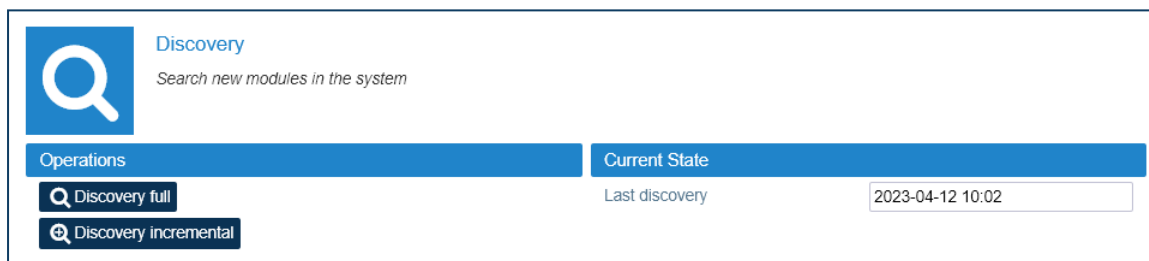 Discovery
Search new modules in the system
Operations
Discovery full
Discovery incremental
Current State
Last discovery 2023-04-12 10:02